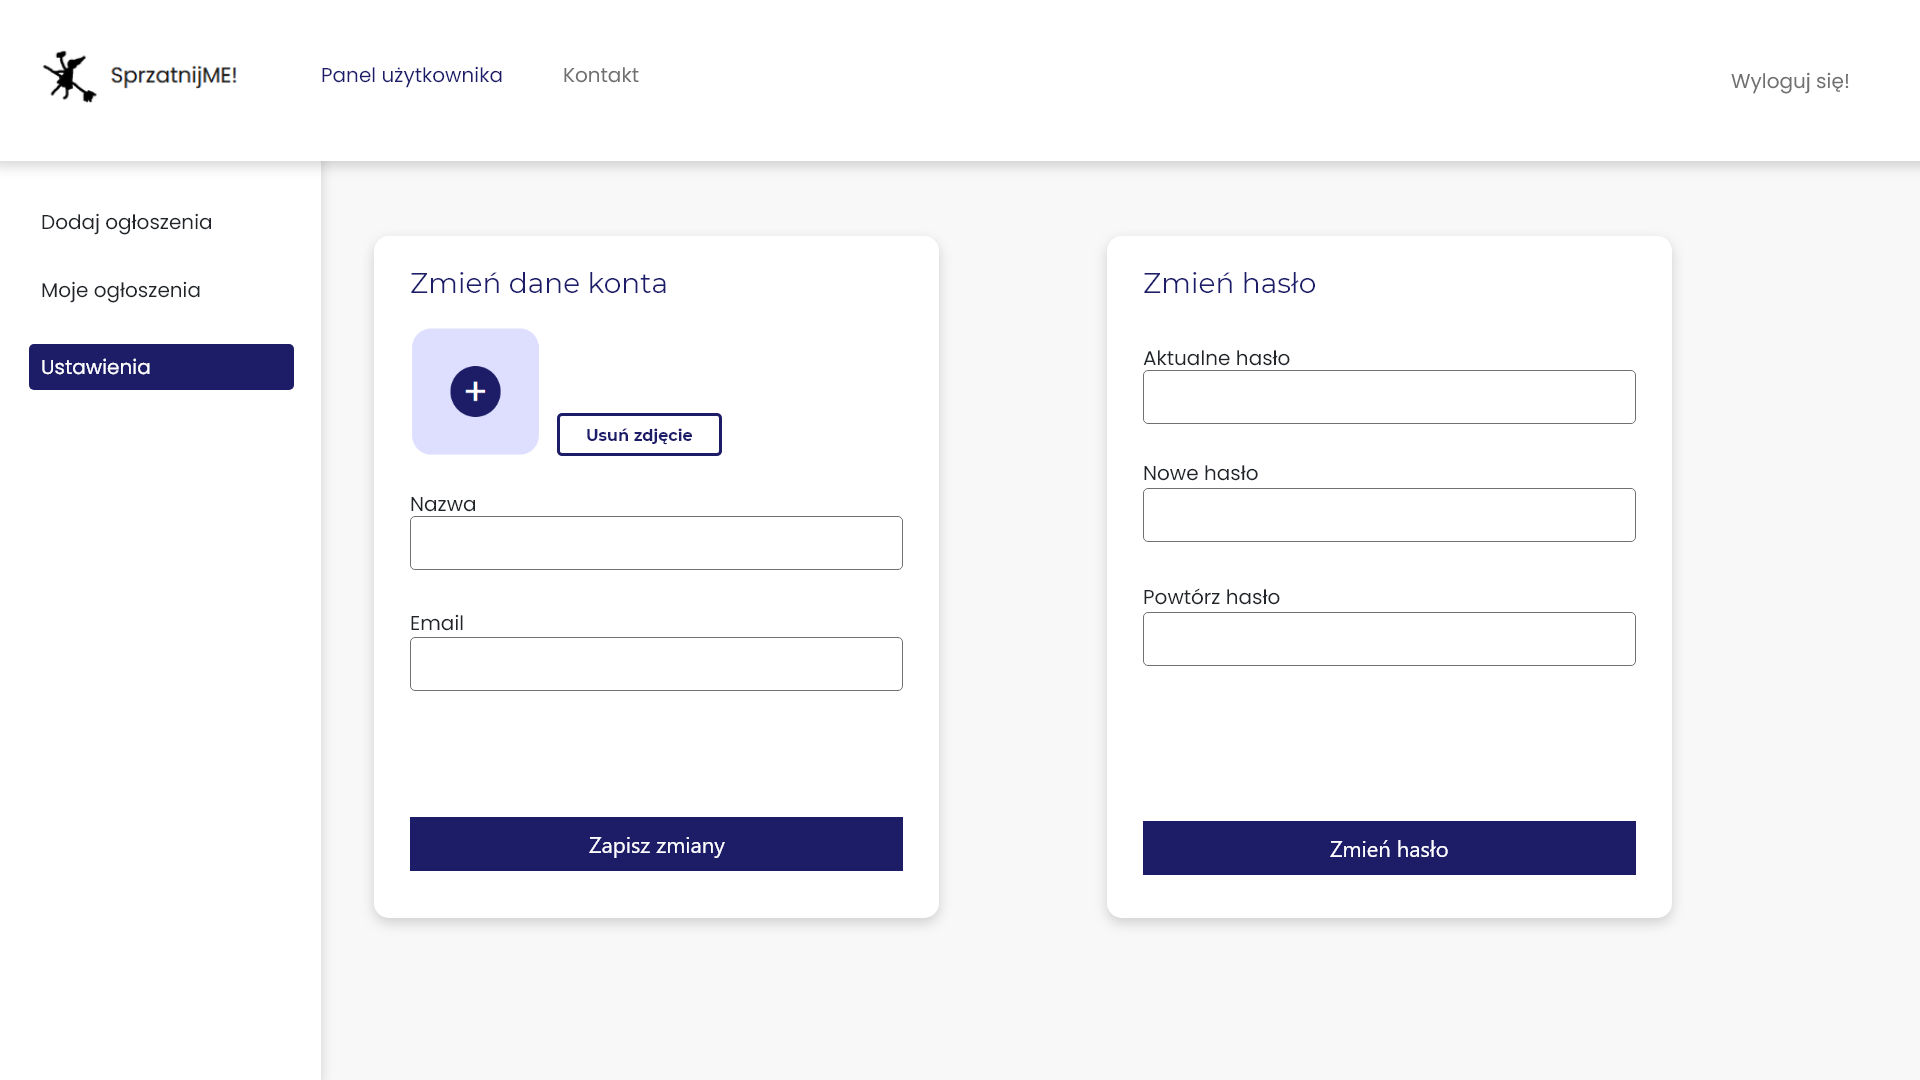 SprzatnijME!
Panel użytkownika
Kontakt
Wyloguj się!
Dodaj ogłoszenia
Moje ogłoszenia
Ustawienia
Zmień dane konta
Usuń zdjęcie
Nazwa
Email
Zapisz zmiany
Zmień hasło
Aktualne hasło
Nowe hasło
Powtórz hasło
Zmień hasło